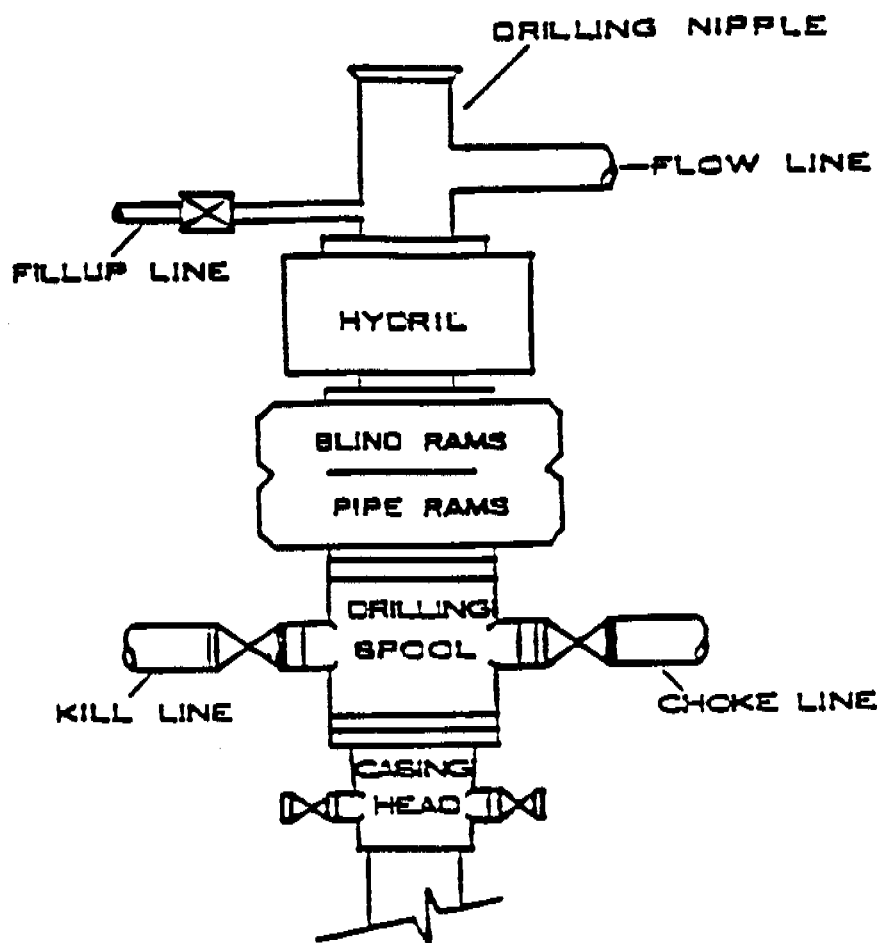 DRILLING NIPPLE
FLOW LINE
FILLUP LINE
HYDRIL
BLIND RAMS
PIPE RAMS
DRILLING
SPOOL
KILL LINE
CHOKE LINE
CASING
HEAD